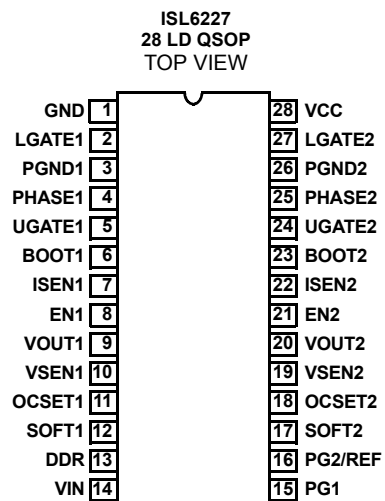 ISL6227
28 LD QSOP
TOP VIEW
GND 1 28 VCC
LGATE1 2 27 LGATE2
PGND1 3 26 PGND2
PHASE1 4 25 PHASE2
UGATE1 5 24 UGATE2
BOOT1 6 23 BOOT2
ISEN1 7 22 ISEN2
EN1 8 21 EN2
VOUT1 9 20 VOUT2
VSEN1 10 19 VSEN2
OCSET1 11 18 OCSET2
SOFT1 12 17 SOFT2
DDR 13 16 PG2/REF
VIN 14 15 PG1